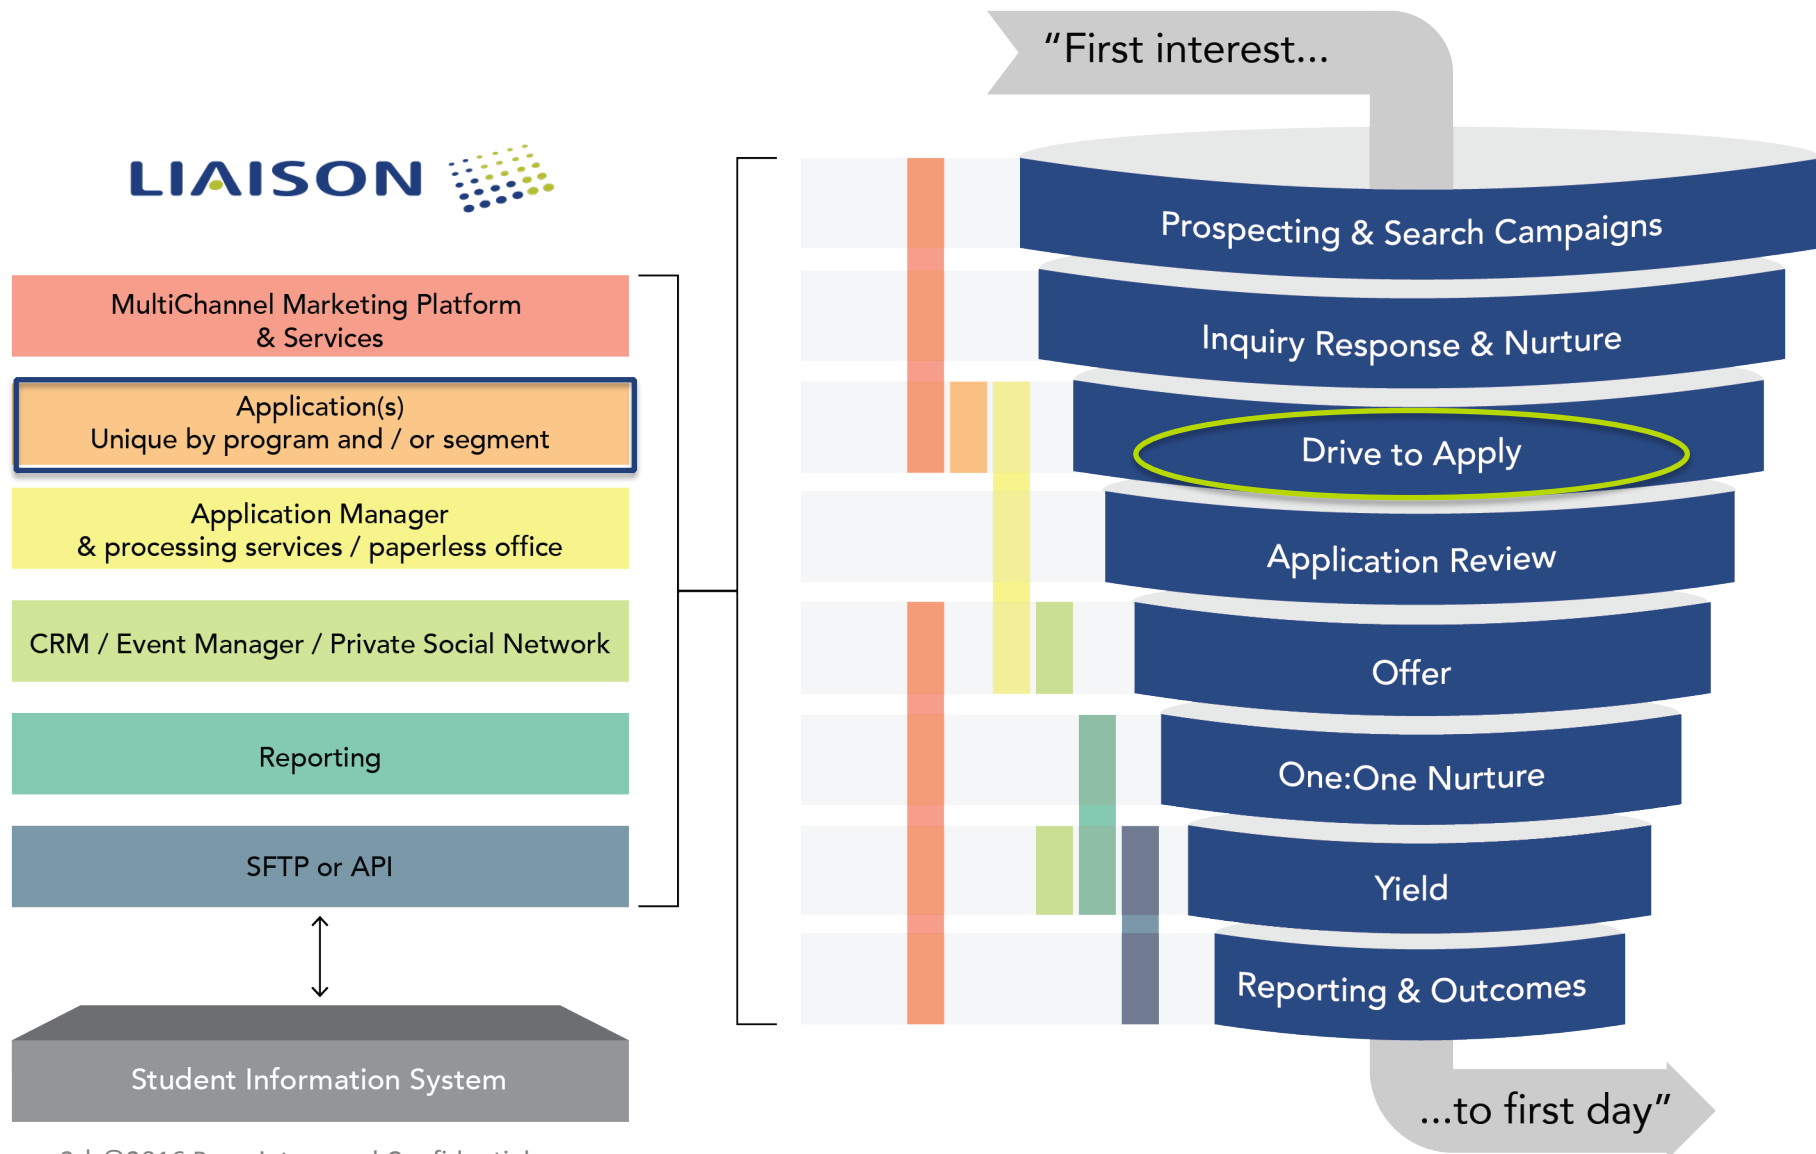 “First interest...
LIAISON
Prospecting & Search Campaigns
MultiChannel Marketing Platform
& Services
Inquiry Response & Nurture
Application(s)
Unique by program and / or segment
Drive to Apply
Application Manager
& processing services / paperless office
Application Review
CRM / Event Manager / Private Social Network
Offer
Reporting
One:One Nurture
SFTP or API
Yield
Reporting & Outcomes
Student Information System
...to first day”